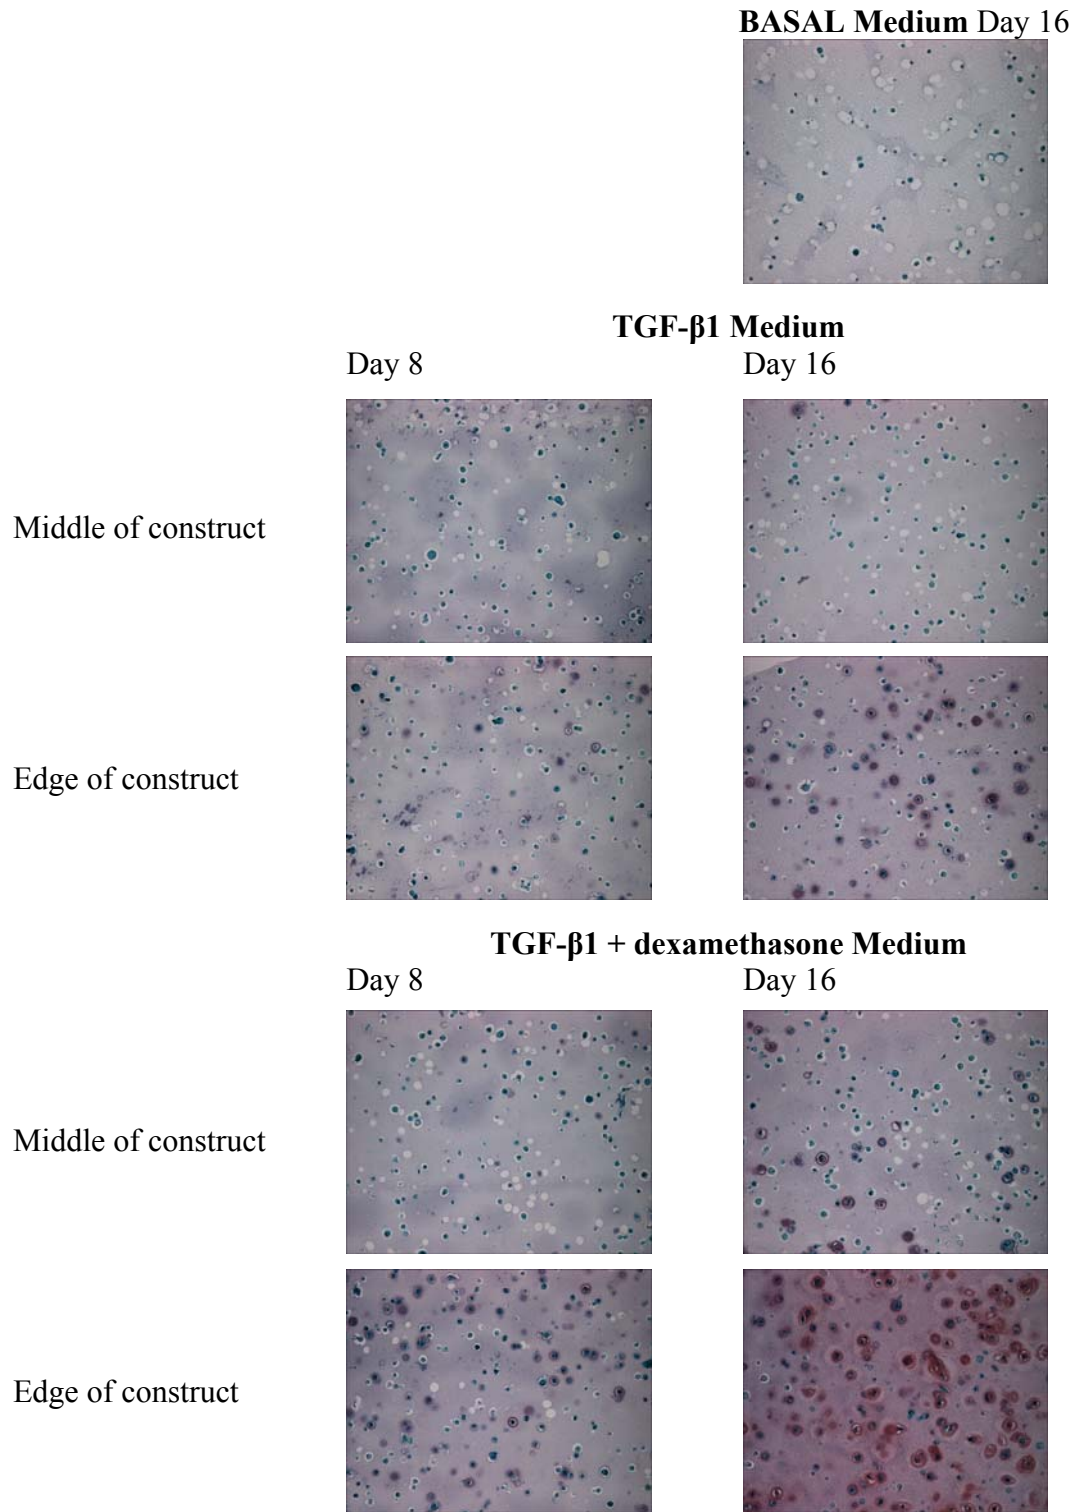 BASAL Medium Day 16
TGF-β1 Medium
Day 8 Day 16
Middle of construct
Edge of construct
TGF-β1 + dexamethasone Medium
Day 8 Day 16
Middle of construct
Edge of construct